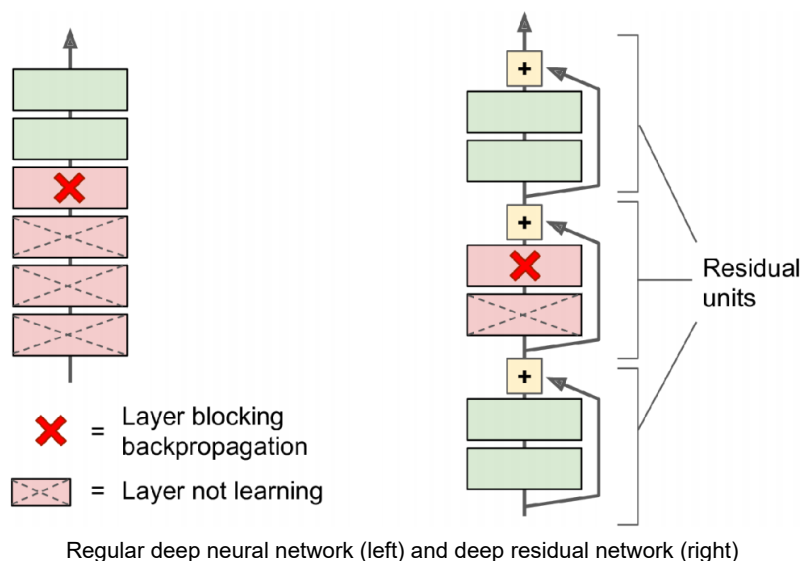 +
+
+
Residual
units
= Layer blocking
backpropagation
= Layer not learning
Regular deep neural network (left) and deep residual network (right)